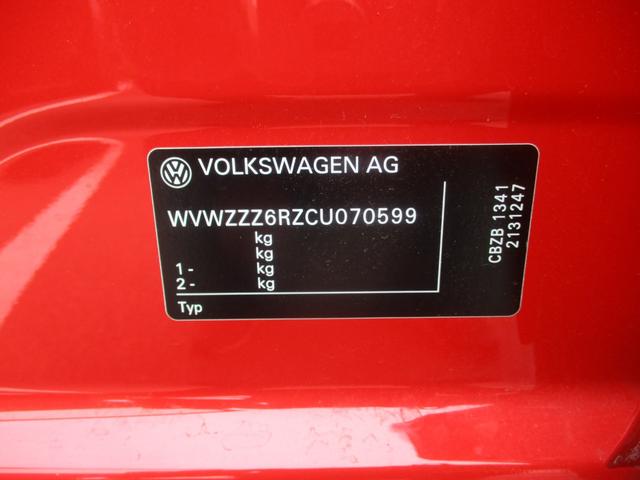 VOLKSWAGEN AG
WVWZZZ6RZCU070599
kg
kg
1 - kg
2 - kg
Typ
CBZB 1341
2131247